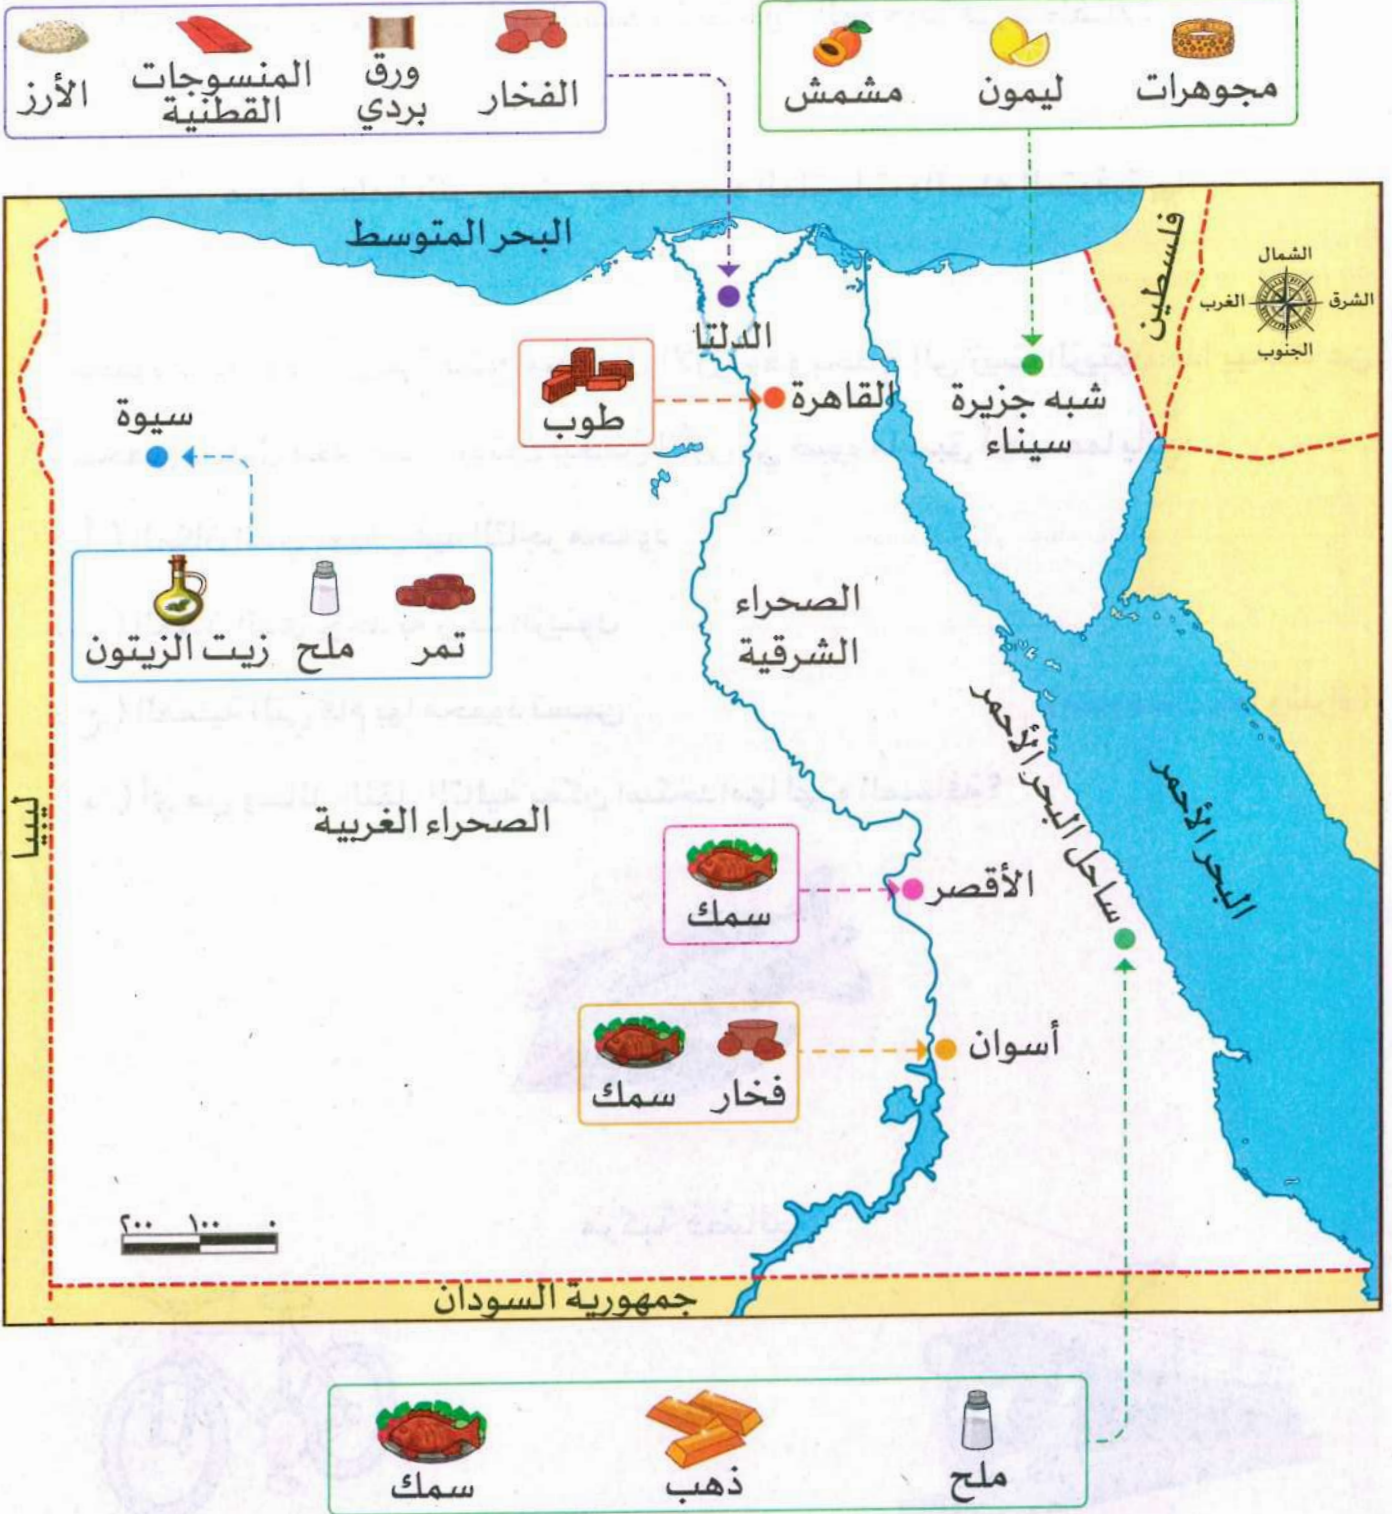 مجوهرات
ليمون
مشمش
الفخار
ورق
بردي
المنسوجات
القطنية
الأرز
البحر المتوسط
فلسطين
الشمال
الشرق
الغرب
الجنوب
الدلتا
طوب
القاهرة
شبه جزيرة
سيناء
سيوة
تمر
ملح
زيت الزيتون
الصحراء
الشرقية
ساحل البحر الأحمر
البحر الأحمر
ليبيا
الصحراء الغربية
سمك
الأقصر
فخار
سمك
أسوان
٠ ١٠٠ ٢٠٠
جمهورية السودان
ملح
ذهب
سمك